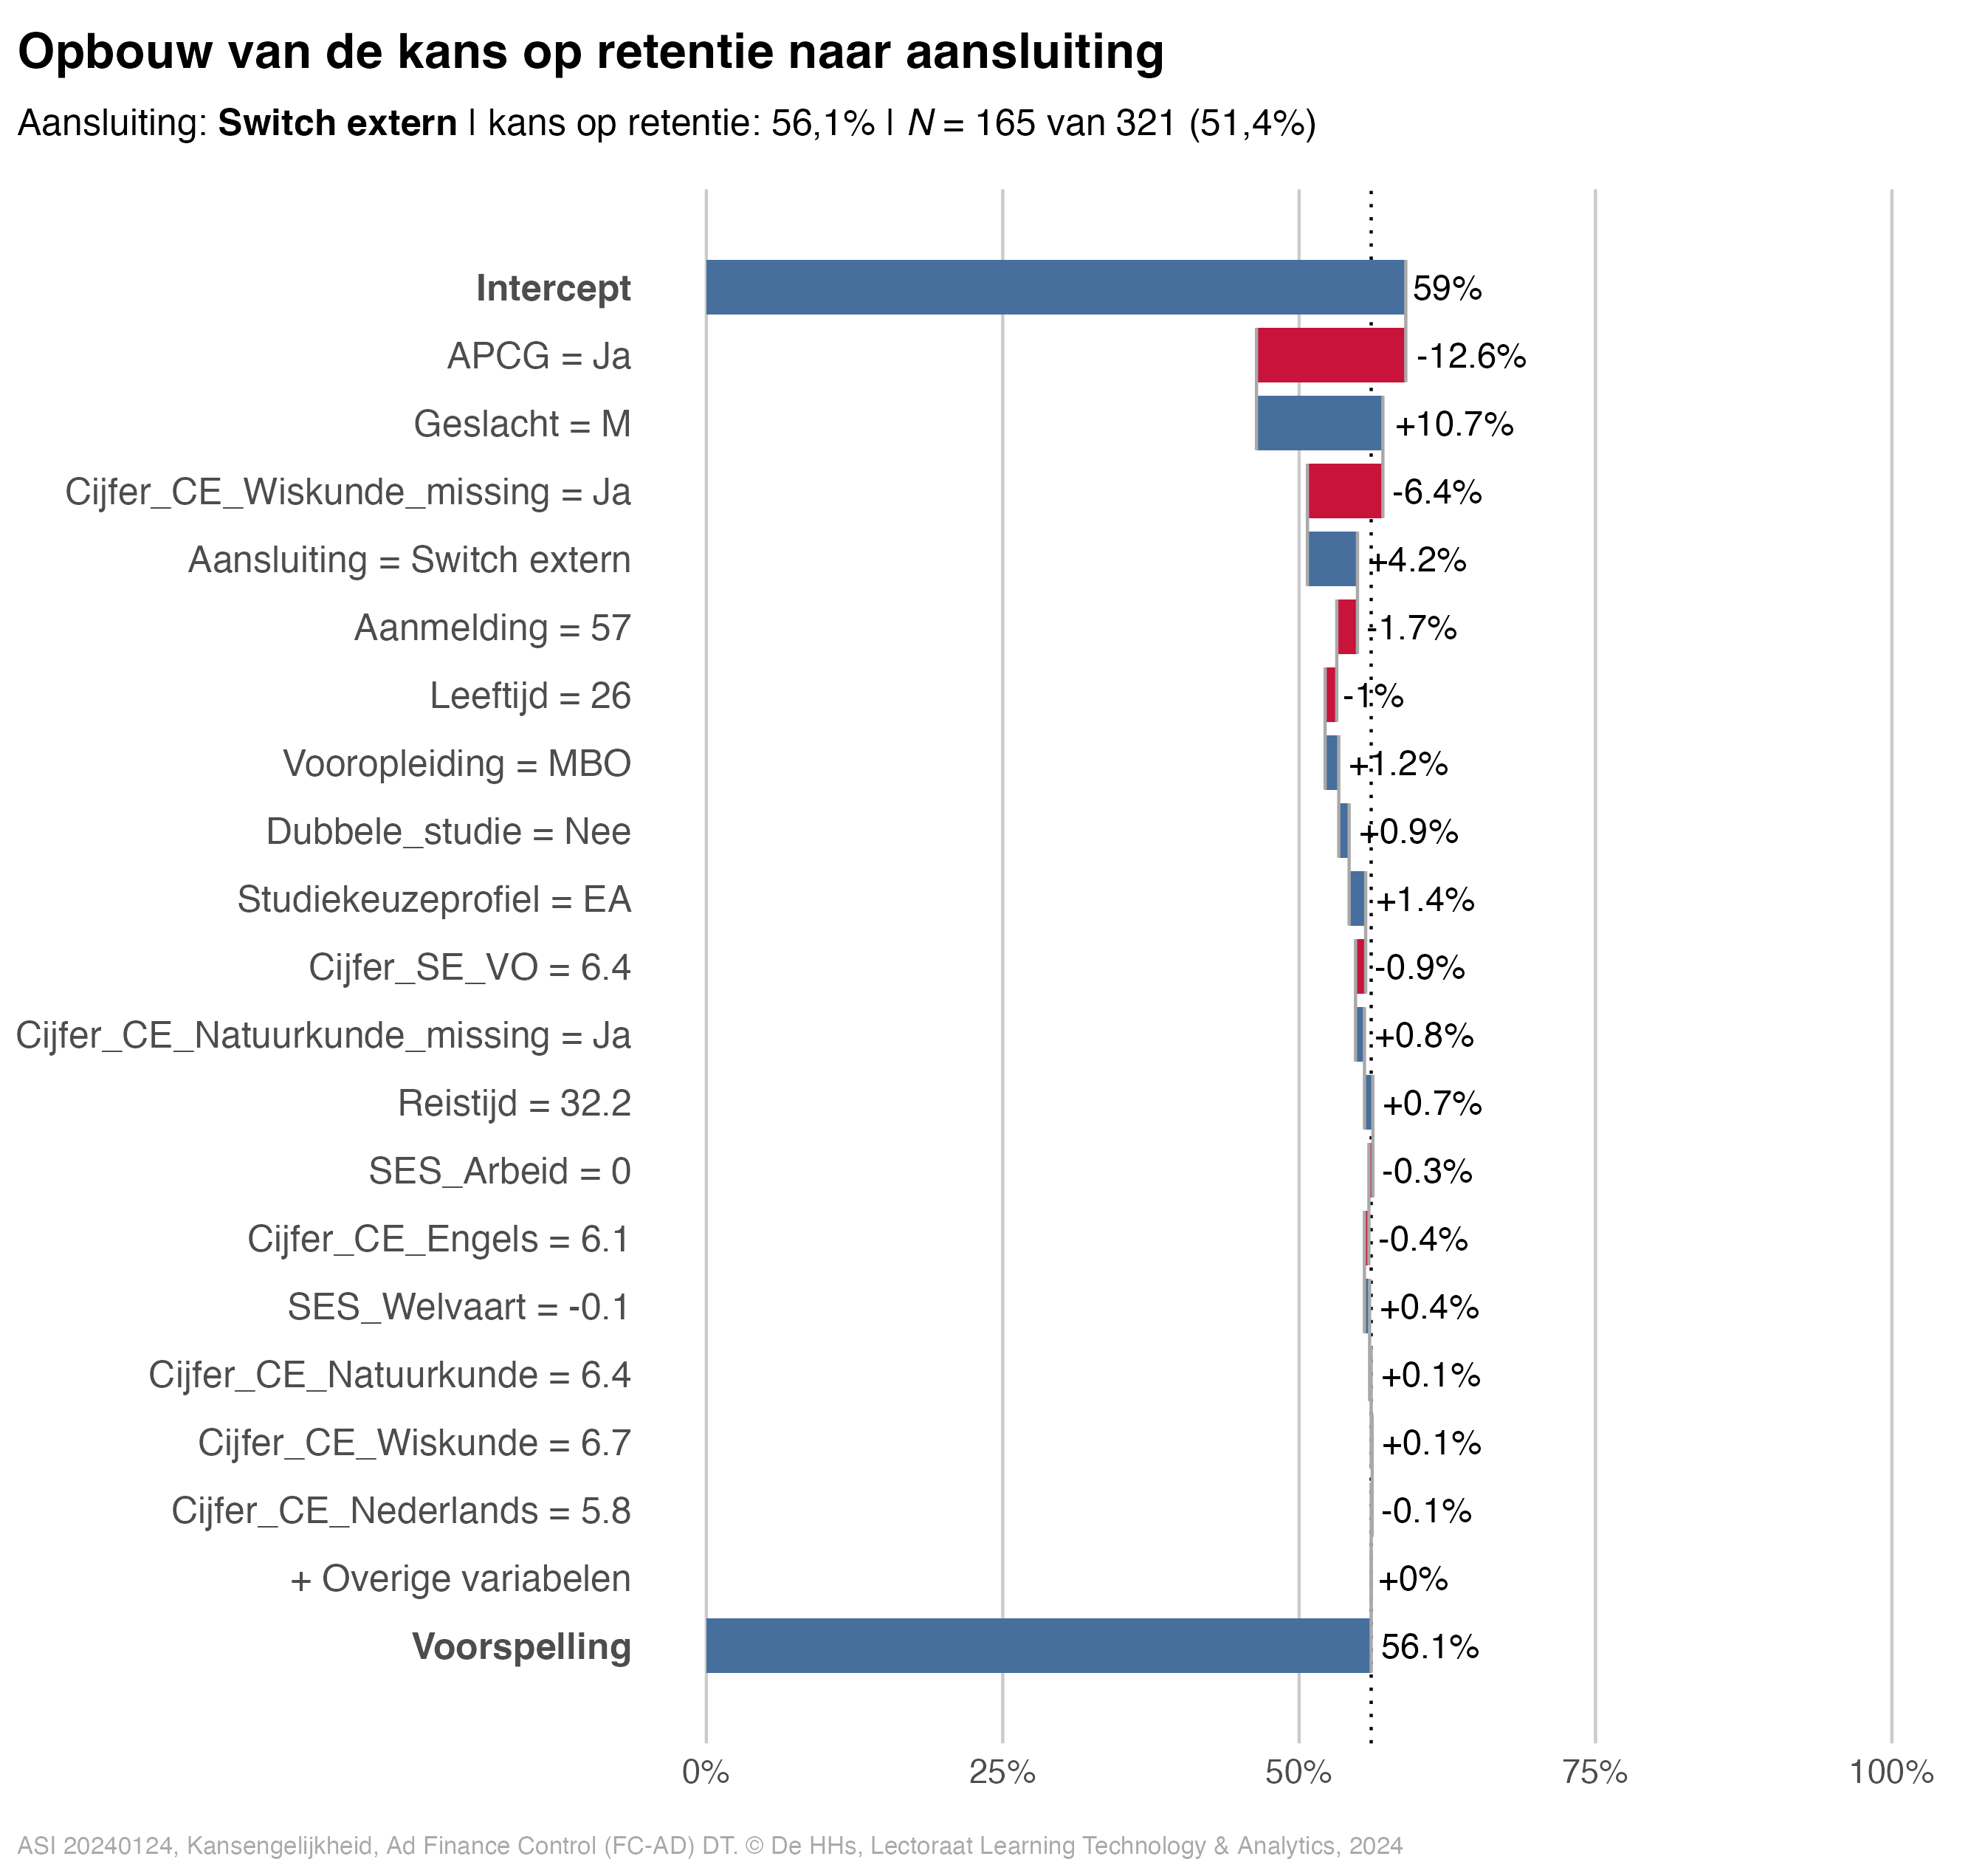 Opbouw van de kans op retentie naar aansluiting
Aansluiting: Switch extern | kans op retentie: 56,1% | N = 165 van 321 (51,4%)
Intercept 59%
APCG = Ja -12.6%
Geslacht = M +10.7%
Cijfer_CE_Wiskunde_missing = Ja -6.4%
Aansluiting = Switch extern +4.2%
Aanmelding = 57 -1.7%
Leeftijd = 26 -1%
Vooropleiding = MBO +1.2%
Dubbele_studie = Nee +0.9%
Studiekeuzeprofiel = EA +1.4%
Cijfer_SE_VO = 6.4 -0.9%
Cijfer_CE_Natuurkunde_missing = Ja +0.8%
Reistijd = 32.2 +0.7%
SES_Arbeid = 0 -0.3%
Cijfer_CE_Engels = 6.1 -0.4%
SES_Welvaart = -0.1 +0.4%
Cijfer_CE_Natuurkunde = 6.4 +0.1%
Cijfer_CE_Wiskunde = 6.7 +0.1%
Cijfer_CE_Nederlands = 5.8 -0.1%
+ Overige variabelen +0%
Voorspelling 56.1%
0% 25% 50% 75% 100%
ASI 20240124, Kansengelijkheid, Ad Finance Control (FC-AD) DT. © De HHs, Lectoraat Learning Technology & Analytics, 2024